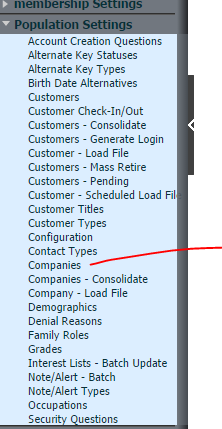 membership Settings
Population Settings
Account Creation Questions
Alternate Key Statuses
Alternate Key Types
Birth Date Alternatives
Customers
Customer Check-In/Out
Customers - Consolidate
Customers - Generate Login
Customer - Load File
Customers - Mass Retire
Customers - Pending
Customer - Scheduled Load Fil
Customer Titles
Customer Types
Configuration
Contact Types
Companies
Companies - Consolidate
Company - Load File
Demographics
Denial Reasons
Family Roles
Grades
Interest Lists - Batch Update
Note/Alert - Batch
Note/Alert Types
Occupations
Security Questions